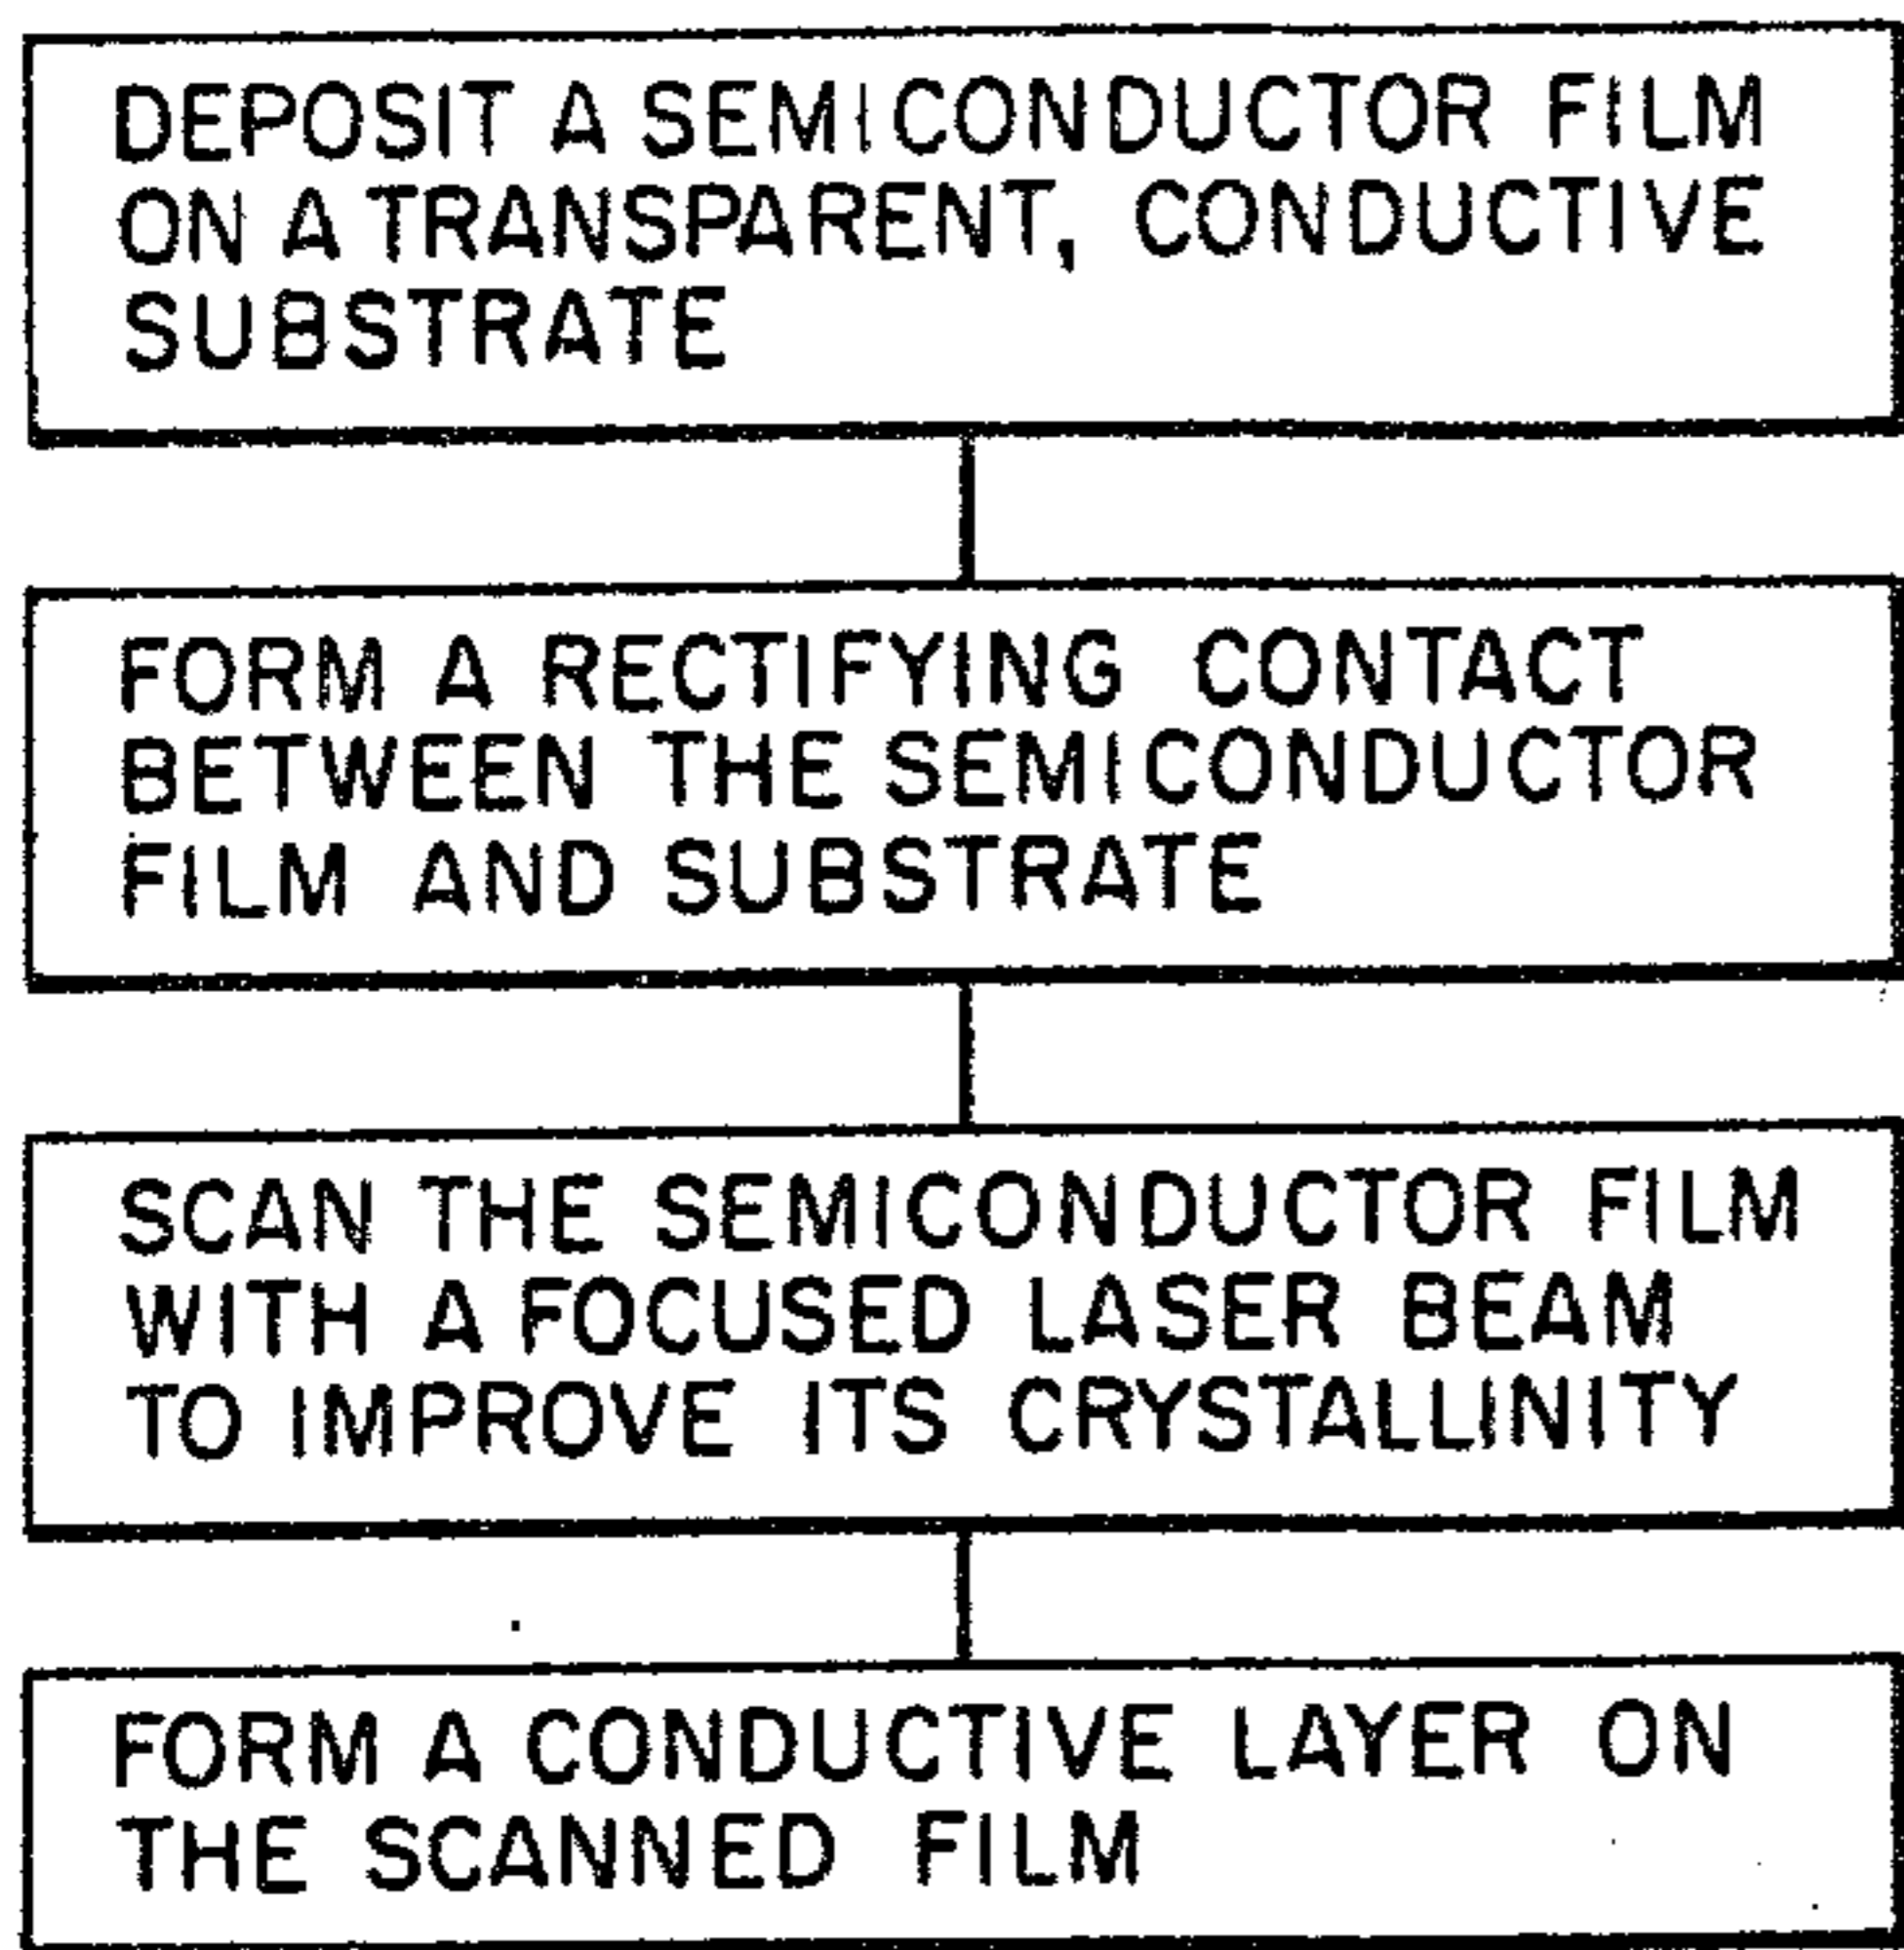 DEPOSIT A SEMICONDUCTOR FILM
ON A TRANSPARENT, CONDUCTIVE
SUBSTRATE
FORM A RECTIFYING CONTACT
BETWEEN THE SEMICONDUCTOR
FILM AND SUBSTRATE
SCAN THE SEMICONDUCTOR FILM
WITH A FOCUSED LASER BEAM
TO IMPROVE ITS CRYSTALLINITY
FORM A CONDUCTIVE LAYER ON
THE SCANNED FILM